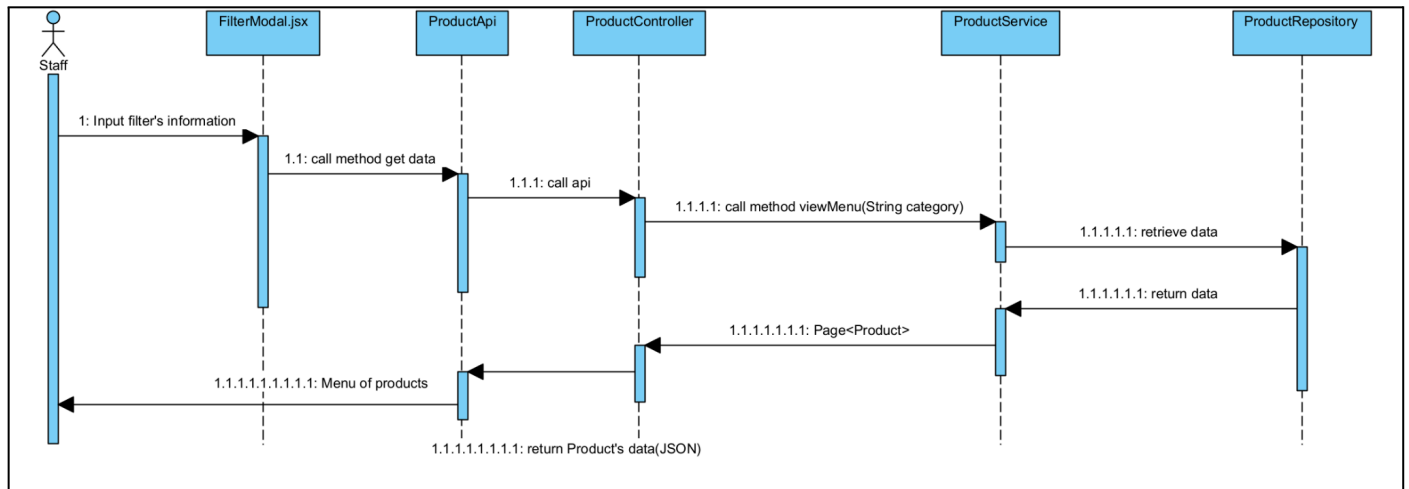 FilterModal.jsx
ProductApi
ProductController
ProductService
ProductRepository
Staff
1: Input filter's information
1.1: call method get data
1.1.1: call api
1.1.1.1: call method viewMenu(String category)
1.1.1.1.1: retrieve data
1.1.1.1.1.1: return data
1.1.1.1.1.1.1: Page<Product>
1.1.1.1.1.1.1.1.1: Menu of products
1.1.1.1.1.1.1.1: return Product's data(JSON)